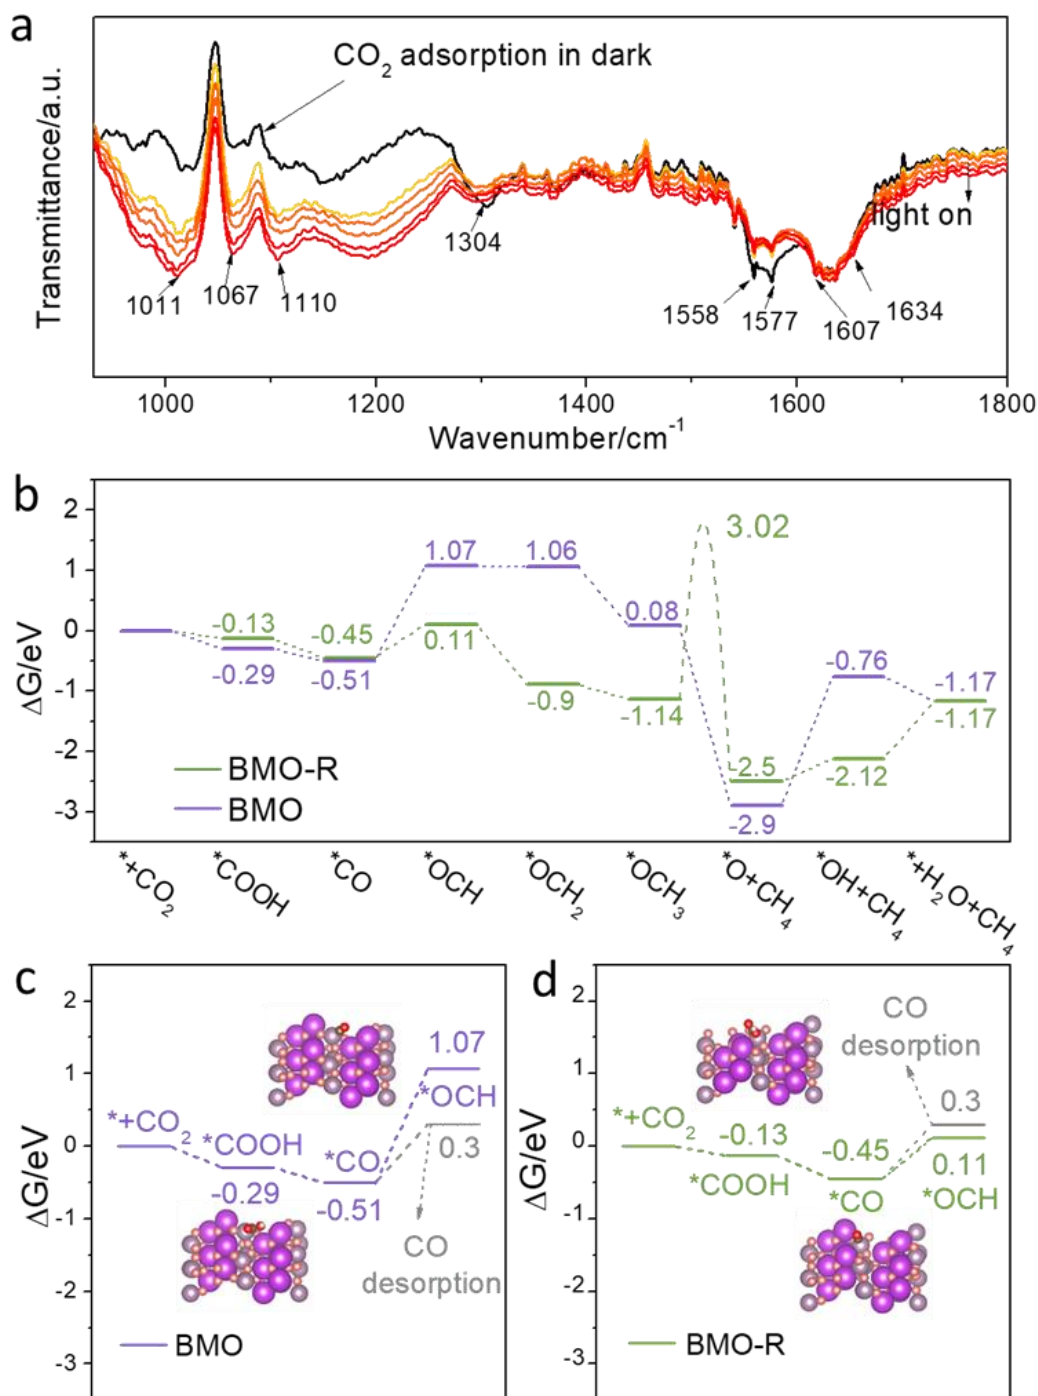 a
CO2 adsorption in dark
Transmittance/a.u.
light on
1304
1011
1067
1110
1558
1577
1607
1634
1000
1200
1400
1600
1800
Wavenumber/cm-1
b
2
1
0
-1
-2
-3
ΔG/eV
-0.13
-0.29
-0.45
-0.51
1.07
0.11
1.06
-0.9
0.08
-1.14
3.02
-2.5
-2.9
-0.76
-2.12
-1.17
-1.17
BMO-R
BMO
*+CO2
*COOH
*CO
*OCH
*OCH2
*OCH3
*O+CH4
*OH+CH4
*+H2O+CH4
c
2
1
0
-1
-2
-3
ΔG/eV
*+CO2
*COOH
-0.29
*CO
-0.51
1.07
*OCH
0.3
CO
desorption
BMO
d
2
1
0
-1
-2
-3
ΔG/eV
CO
desorption
*+CO2
-0.13
*COOH
-0.45
*CO
0.3
0.11
*OCH
BMO-R